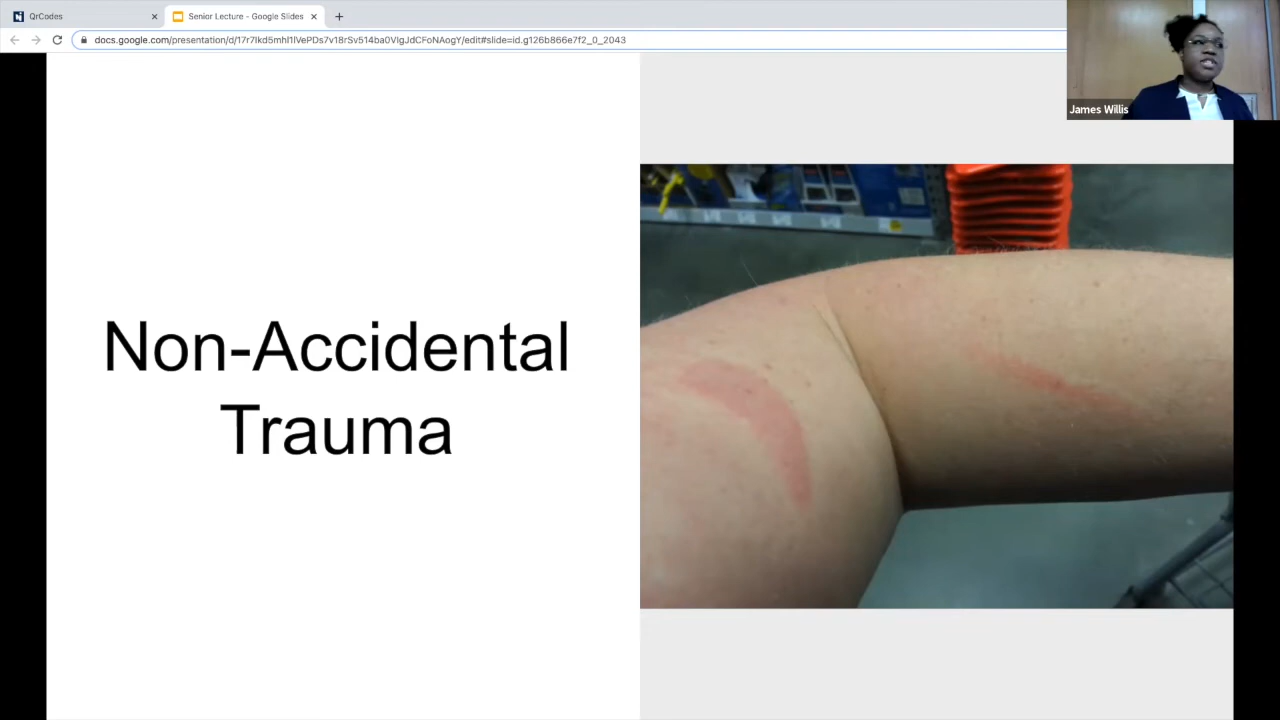 QrCodes
Senior Lecture - Google Slides
James Willis
Non-Accidental
Trauma